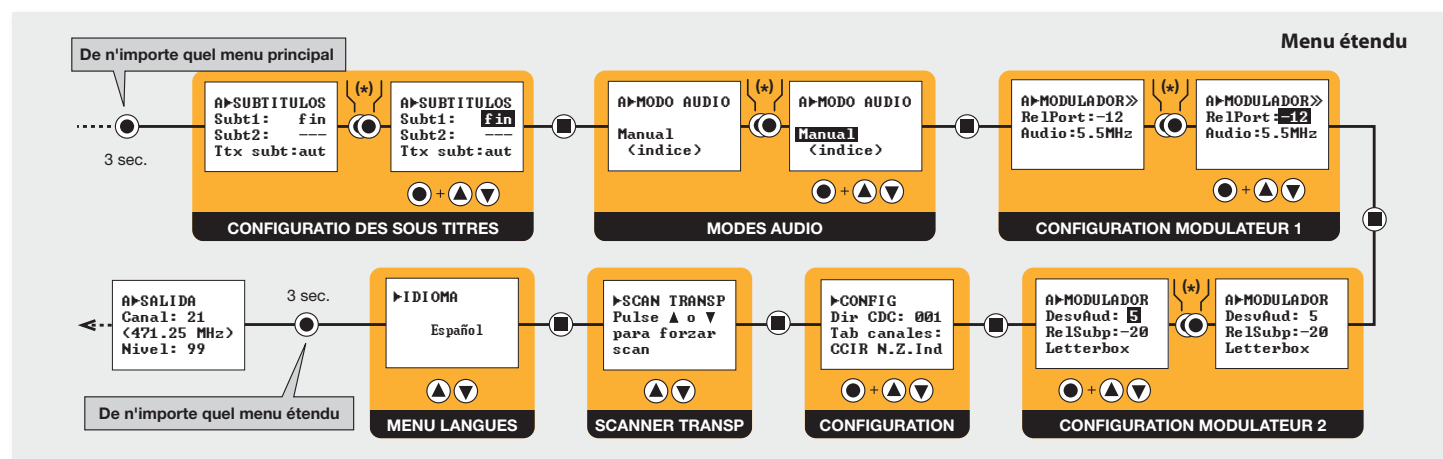 Menu étendu
De n'importe quel menu principal
3 sec.
A▶SUBTITULOS
Subt1: fin
Subt2: ---
Ttx subt:aut
(*)
A▶SUBTITULOS
Subt1: fin
Subt2: ---
Ttx subt:aut
+
CONFIGURATIO DES SOUS TITRES
A▶MODO AUDIO
Manual
(indice)
(*)
A▶MODO AUDIO
Manual
(indice)
+
MODES AUDIO
A▶MODULADOR»
RelPort:-12
Audio:5.5MHz
(*)
A▶MODULADOR»
RelPort:-12
Audio:5.5MHz
+
CONFIGURATION MODULATEUR 1
A▶SALIDA
Canal: 21
(471.25 MHz)
Nivel: 99
3 sec.
De n'importe quel menu étendu
▶IDIOMA
Español
MENU LANGUES
▶SCAN TRANSP
Pulse ▲ o ▼
para forzar
scan
SCANNER TRANSP
▶CONFIG
Dir CDC: 001
Tab canales:
CCIR N.Z.Ind
+
CONFIGURATION
A▶MODULADOR
DesvAud: 5
RelSubp:-20
Letterbox
(*)
A▶MODULADOR
DesvAud: 5
RelSubp:-20
Letterbox
+
CONFIGURATION MODULATEUR 2